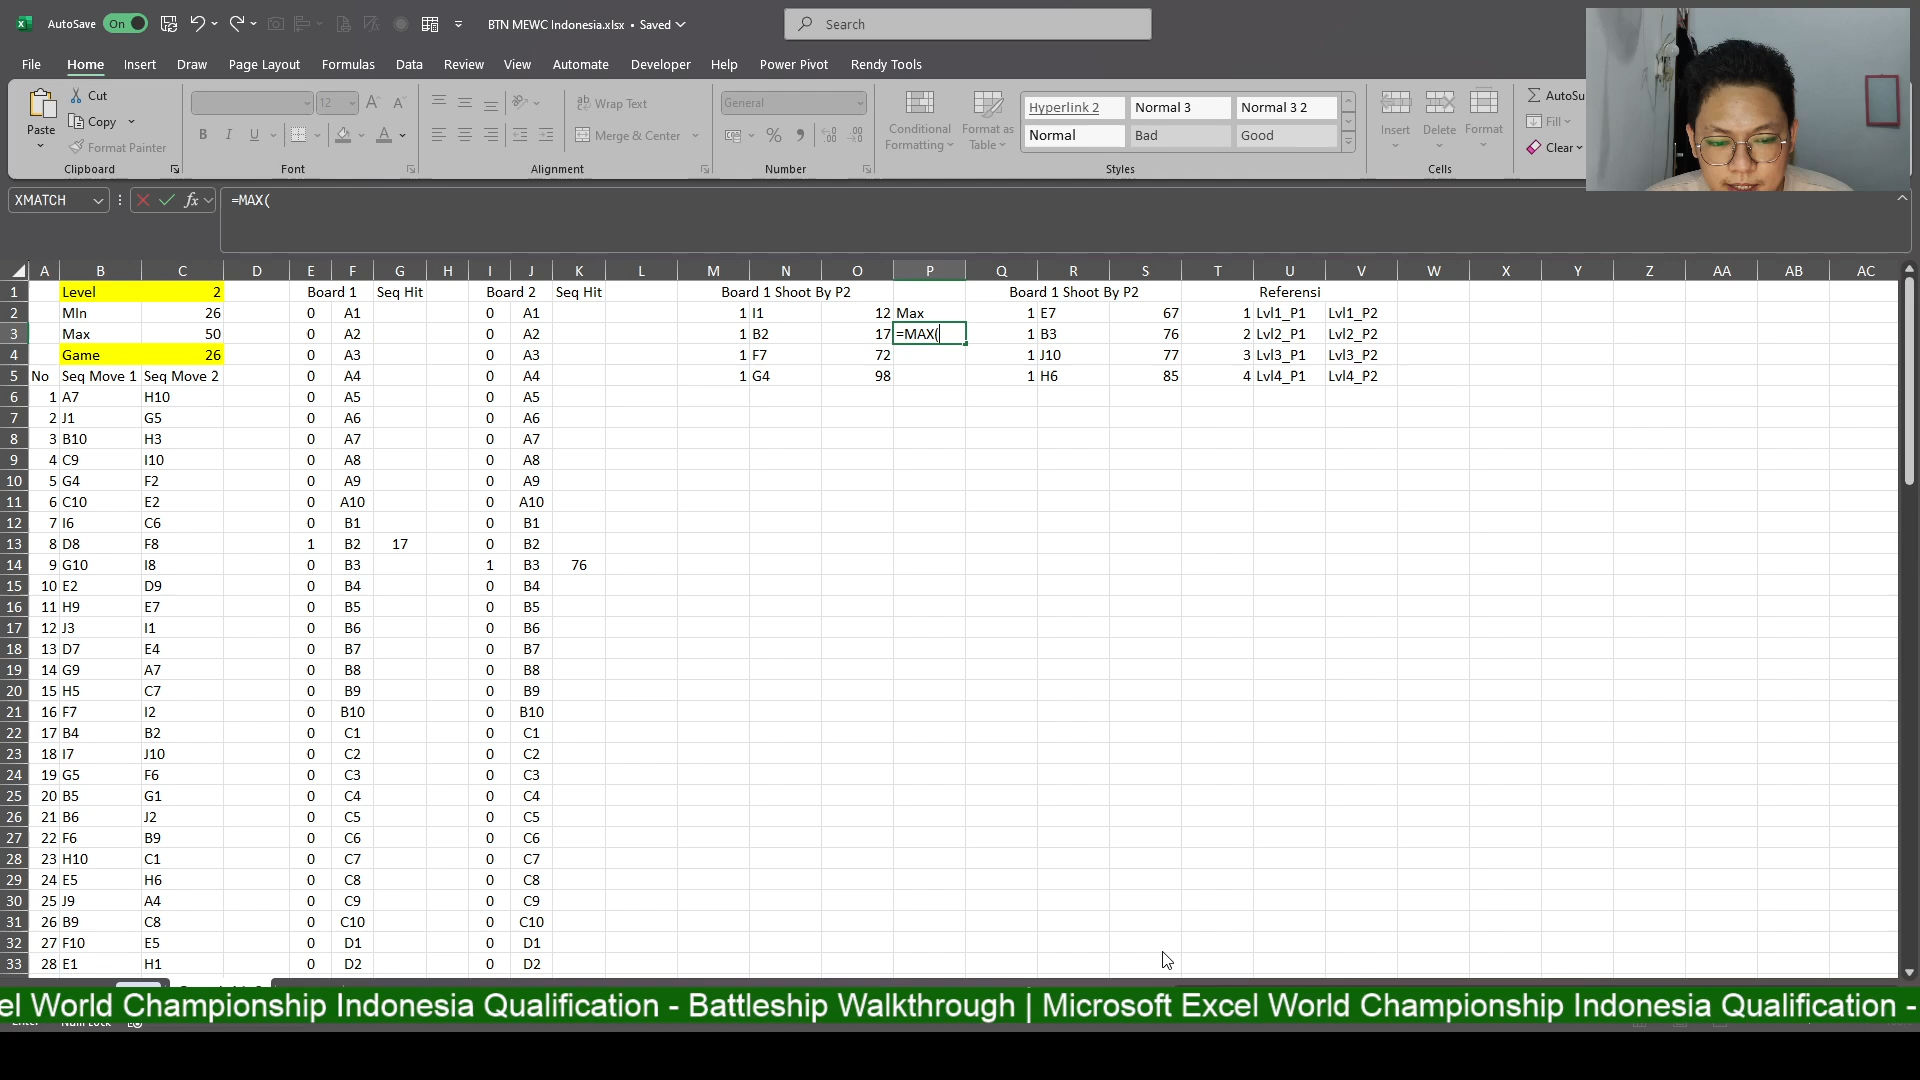 AutoSave On BTN MEWC Indonesia.xlsx • Saved Search
File Home Insert Draw Page Layout Formulas Data Review View Automate Developer Help Power Pivot Rendy Tools
Paste Cut Copy Format Painter
12 Wrap Text Merge & Center
General
Conditional Formatting Format as Table
Hyperlink 2 Normal 3 Normal 3 2
Normal Bad Good
Insert Delete Format
AutoSu
Fill
Clear
Clipboard Font Alignment Number Styles Cells
XMATCH fx =MAX(
A B C D E F G H I J K L M N O P Q R S T U V W X Y Z AA AB AC
1 Level 2 Board 1 Seq Hit Board 2 Seq Hit Board 1 Shoot By P2 Board 1 Shoot By P2 Referensi
2 MIn 26 0 A1 0 A1 1 I1 12 Max 1 E7 67 1 Lvl1_P1 Lvl1_P2
3 Max 50 0 A2 0 A2 1 B2 17 =MAX( 1 B3 76 2 Lvl2_P1 Lvl2_P2
4 Game 26 0 A3 0 A3 1 F7 72 1 J10 77 3 Lvl3_P1 Lvl3_P2
5 No Seq Move 1 Seq Move 2 0 A4 0 A4 1 G4 98 1 H6 85 4 Lvl4_P1 Lvl4_P2
6 1 A7 H10 0 A5 0 A5
7 2 J1 G5 0 A6 0 A6
8 3 B10 H3 0 A7 0 A7
9 4 C9 I10 0 A8 0 A8
10 5 G4 F2 0 A9 0 A9
11 6 C10 E2 0 A10 0 A10
12 7 I6 C6 0 B1 0 B1
13 8 D8 F8 1 B2 17 0 B2
14 9 G10 I8 0 B3 1 B3 76
15 10 E2 D9 0 B4 0 B4
16 11 H9 E7 0 B5 0 B5
17 12 J3 I1 0 B6 0 B6
18 13 D7 E4 0 B7 0 B7
19 14 G9 A7 0 B8 0 B8
20 15 H5 C7 0 B9 0 B9
21 16 F7 I2 0 B10 0 B10
22 17 B4 B2 0 C1 0 C1
23 18 I7 J10 0 C2 0 C2
24 19 G5 F6 0 C3 0 C3
25 20 B5 G1 0 C4 0 C4
26 21 B6 J2 0 C5 0 C5
27 22 F6 B9 0 C6 0 C6
28 23 H10 C1 0 C7 0 C7
29 24 E5 H6 0 C8 0 C8
30 25 J9 A4 0 C9 0 C9
31 26 B9 C8 0 C10 0 C10
32 27 F10 E5 0 D1 0 D1
33 28 E1 H1 0 D2 0 D2
el World Championship Indonesia Qualification - Battleship Walkthrough | Microsoft Excel World Championship Indonesia Qualification -